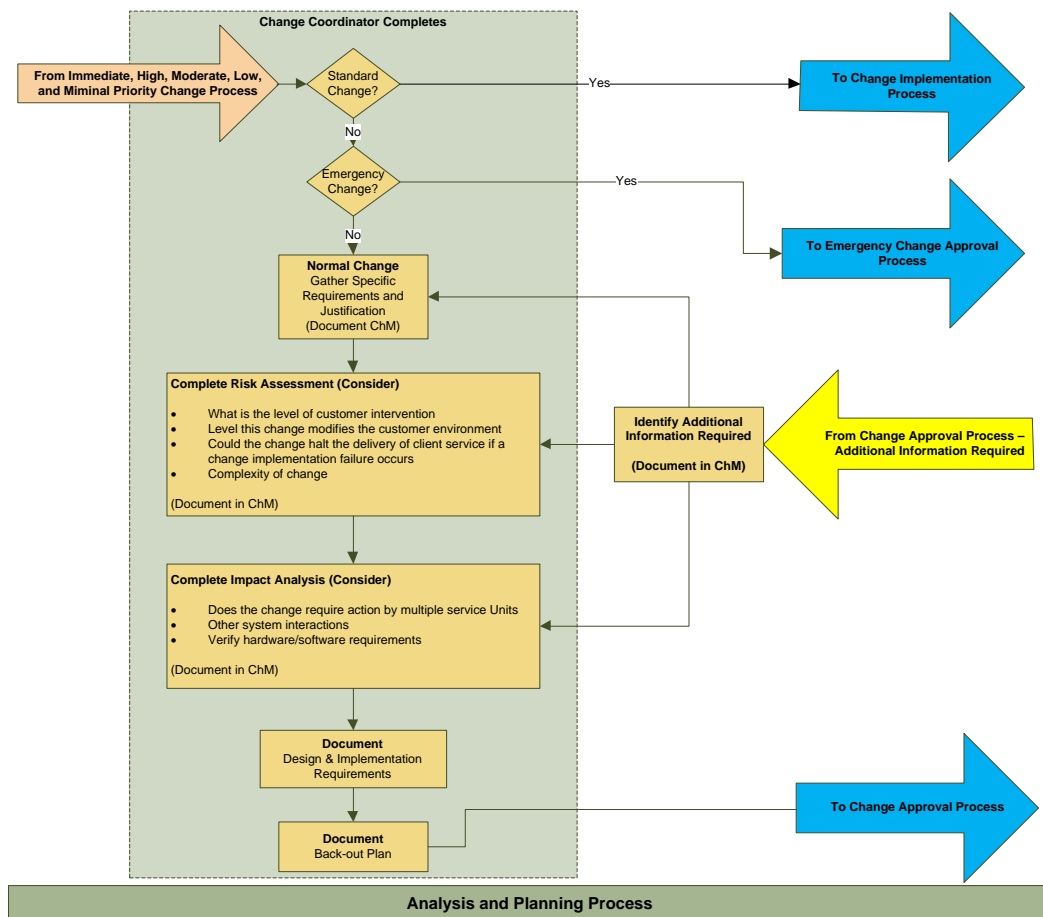 Change Coordinator Completes
From Immediate, High, Moderate, Low,
and Miminal Priority Change Process
Standard
Change?
Yes
To Change Implementation
Process
No
Emergency
Change?
Yes
To Emergency Change Approval
Process
No
Normal Change
Gather Specific
Requirements and
Justification
(Document ChM)
Complete Risk Assessment (Consider)
• What is the level of customer intervention
• Level this change modifies the customer environment
• Could the change halt the delivery of client service if a
change implementation failure occurs
• Complexity of change
(Document in ChM)
Identify Additional
Information Required
(Document in ChM)
From Change Approval Process –
Additional Information Required
Complete Impact Analysis (Consider)
• Does the change require action by multiple service Units
• Other system interactions
• Verify hardware/software requirements
(Document in ChM)
Document
Design & Implementation
Requirements
Document
Back-out Plan
To Change Approval Process
Analysis and Planning Process